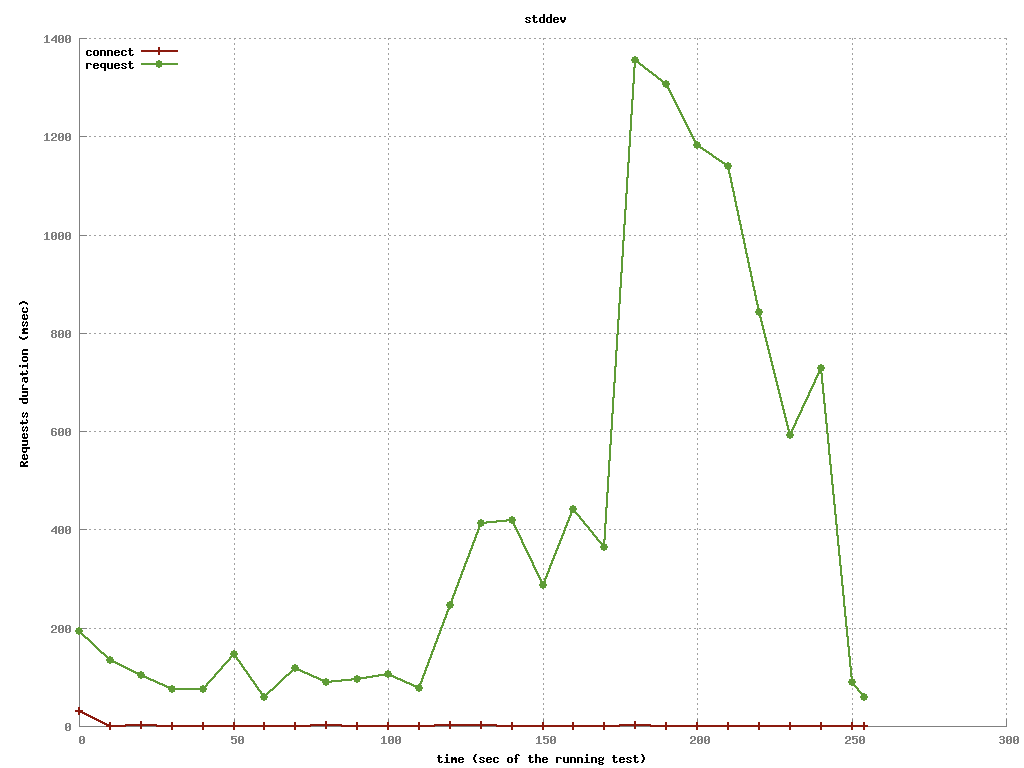 stddev
1400
connect
request
1200
1000
800
Requests duration (msec)
600
400
200
0
0 50 100 150 200 250 300
time (sec of the running test)